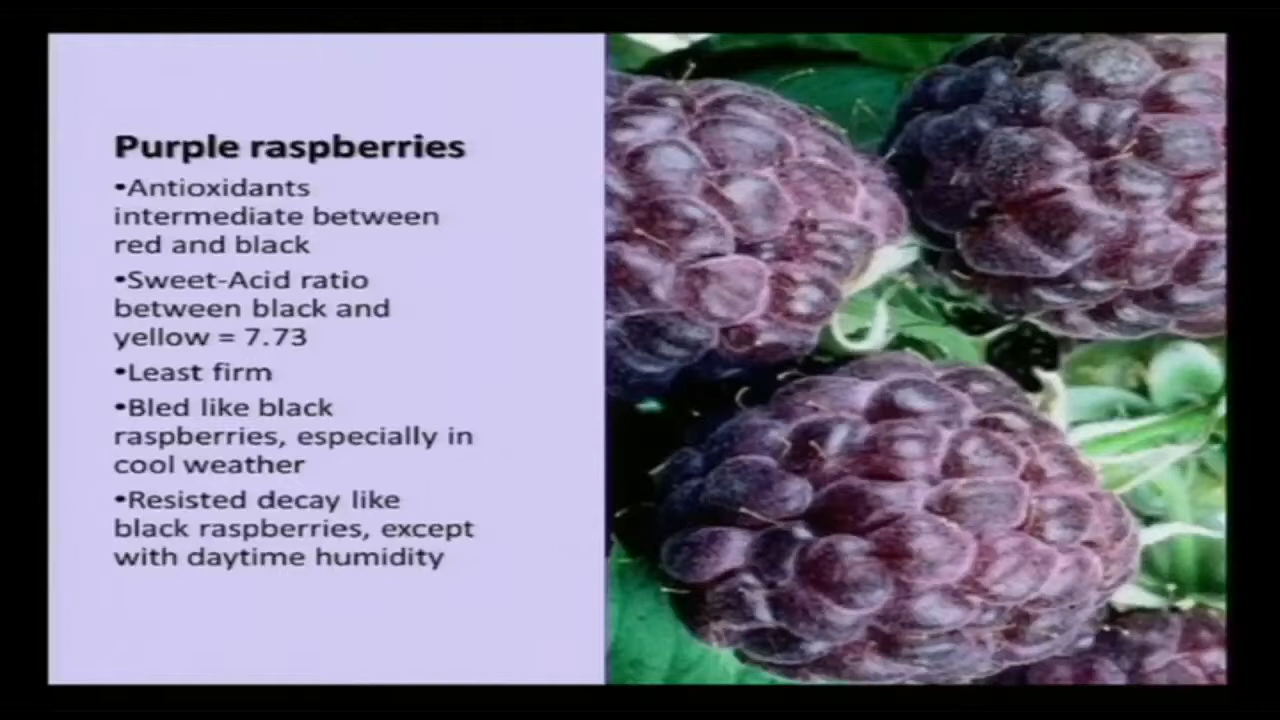 Purple raspberries
•Antioxidants
intermediate between
red and black
•Sweet-Acid ratio
between black and
yellow = 7.73
•Least firm
•Bled like black
raspberries, especially in
cool weather
•Resisted decay like
black raspberries, except
with daytime humidity